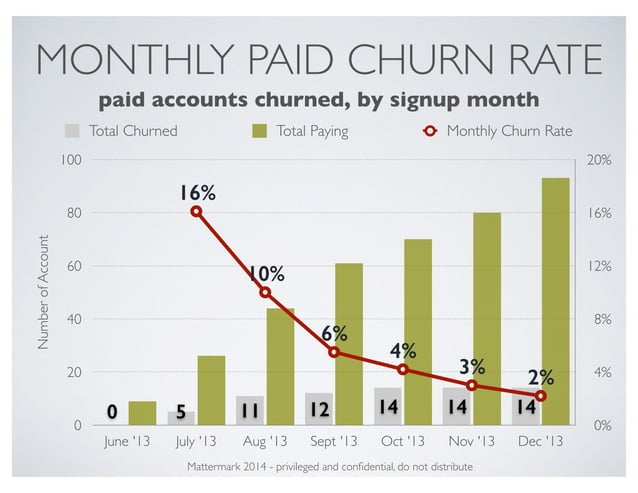 MONTHLY PAID CHURN RATE
paid accounts churned, by signup month
Total Churned Total Paying Monthly Churn Rate
100 20%
16%
80 16%
Number of Account
10%
60 12%
6%
40 8%
4%
3%
2%
20 4%
0 5 11 12 14 14 14
0 0%
June '13 July '13 Aug '13 Sept '13 Oct '13 Nov '13 Dec '13
Mattermark 2014 - privileged and confidential, do not distribute